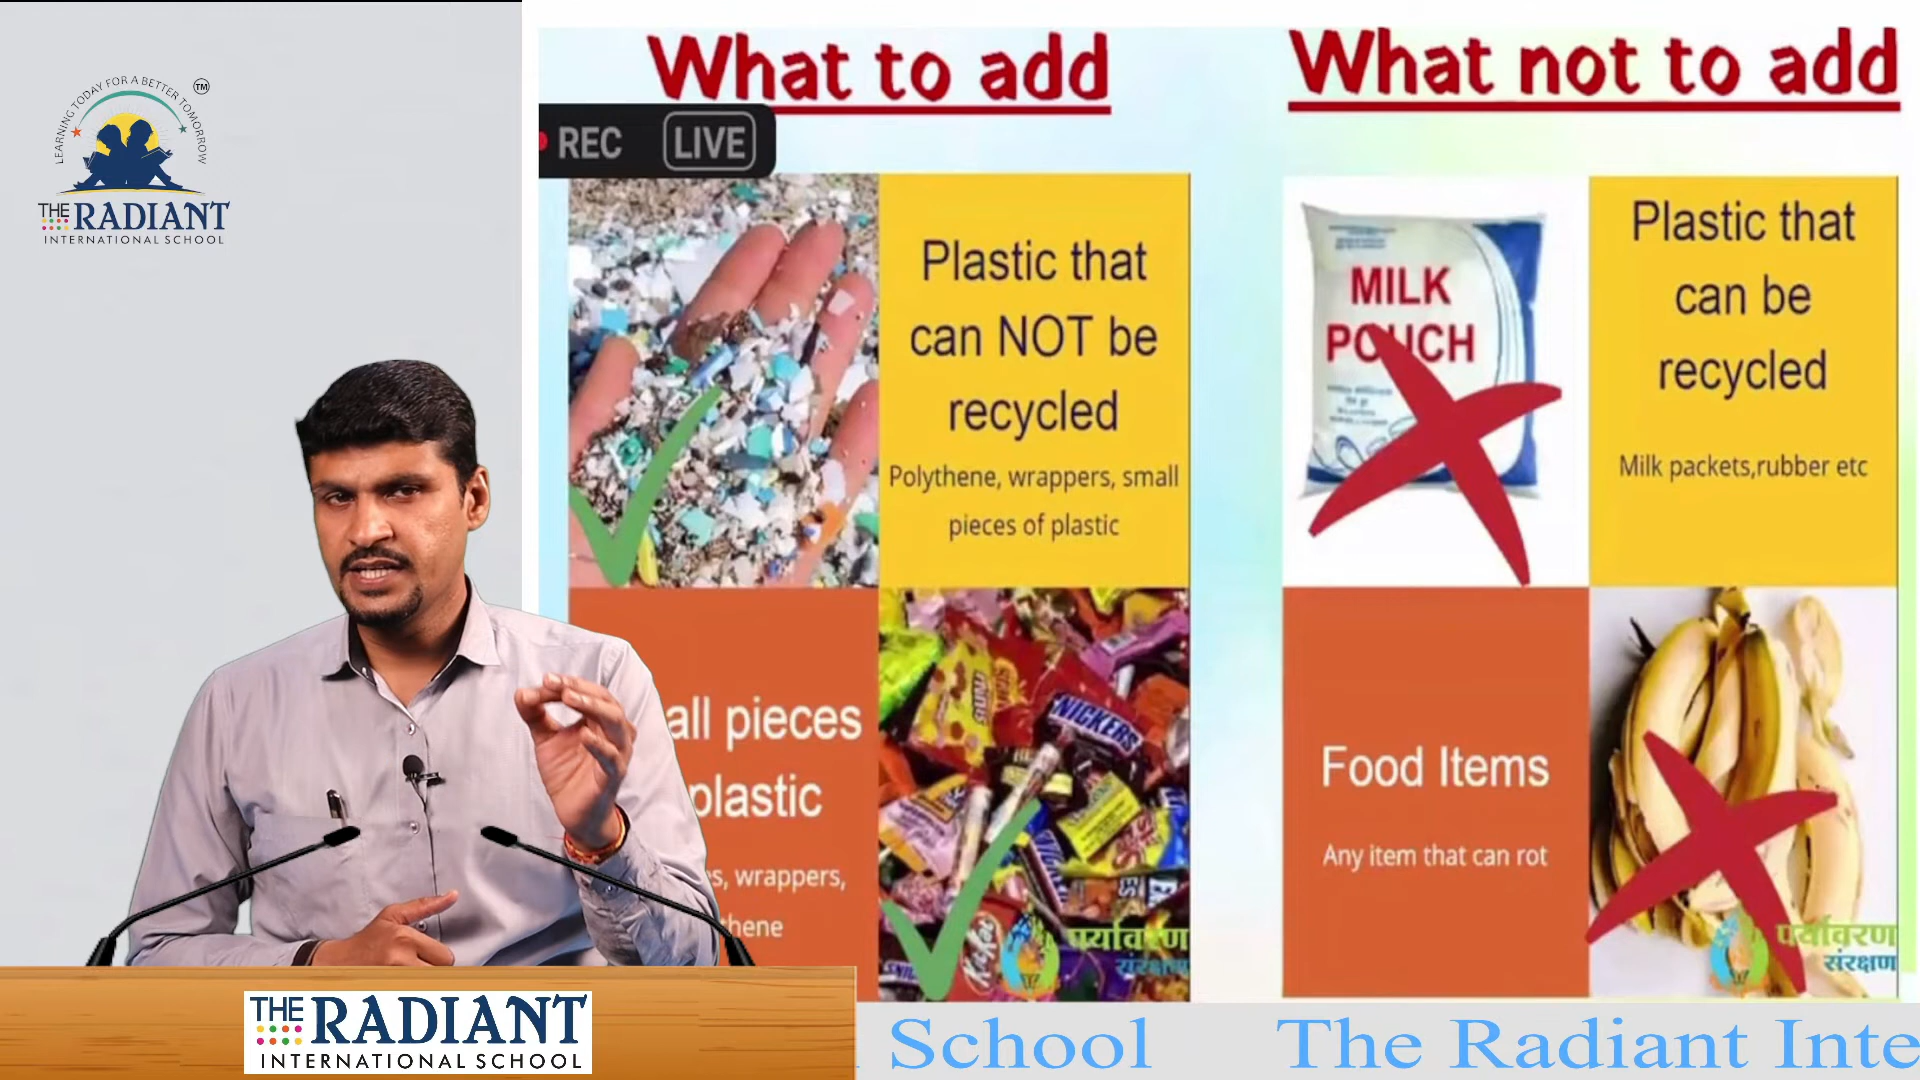 LEARNING TODAY FOR A BETTER TOMORROW
TM
THE RADIANT
INTERNATIONAL SCHOOL
What to add
REC LIVE
Plastic that
can NOT be
recycled
Polythene, wrappers, small
pieces of plastic
all pieces
plastic
es, wrappers,
thene
SNICKERS
KitKat
पर्यावरण
संरक्षण
What not to add
MILK
POUCH
Plastic that
can be
recycled
Milk packets,rubber etc
Food Items
Any item that can rot
पर्यावरण
संरक्षण
THE RADIANT
INTERNATIONAL SCHOOL
School The Radiant Inte